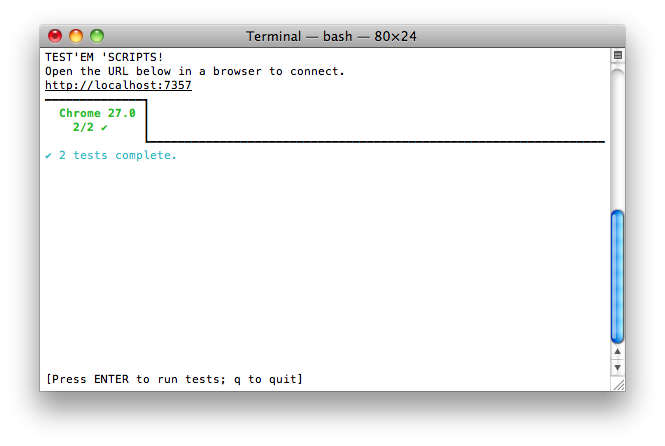 Terminal — bash — 80×24
TEST'EM 'SCRIPTS!
Open the URL below in a browser to connect.
http://localhost:7357
Chrome 27.0
2/2 ✔
✔ 2 tests complete.
[Press ENTER to run tests; q to quit]